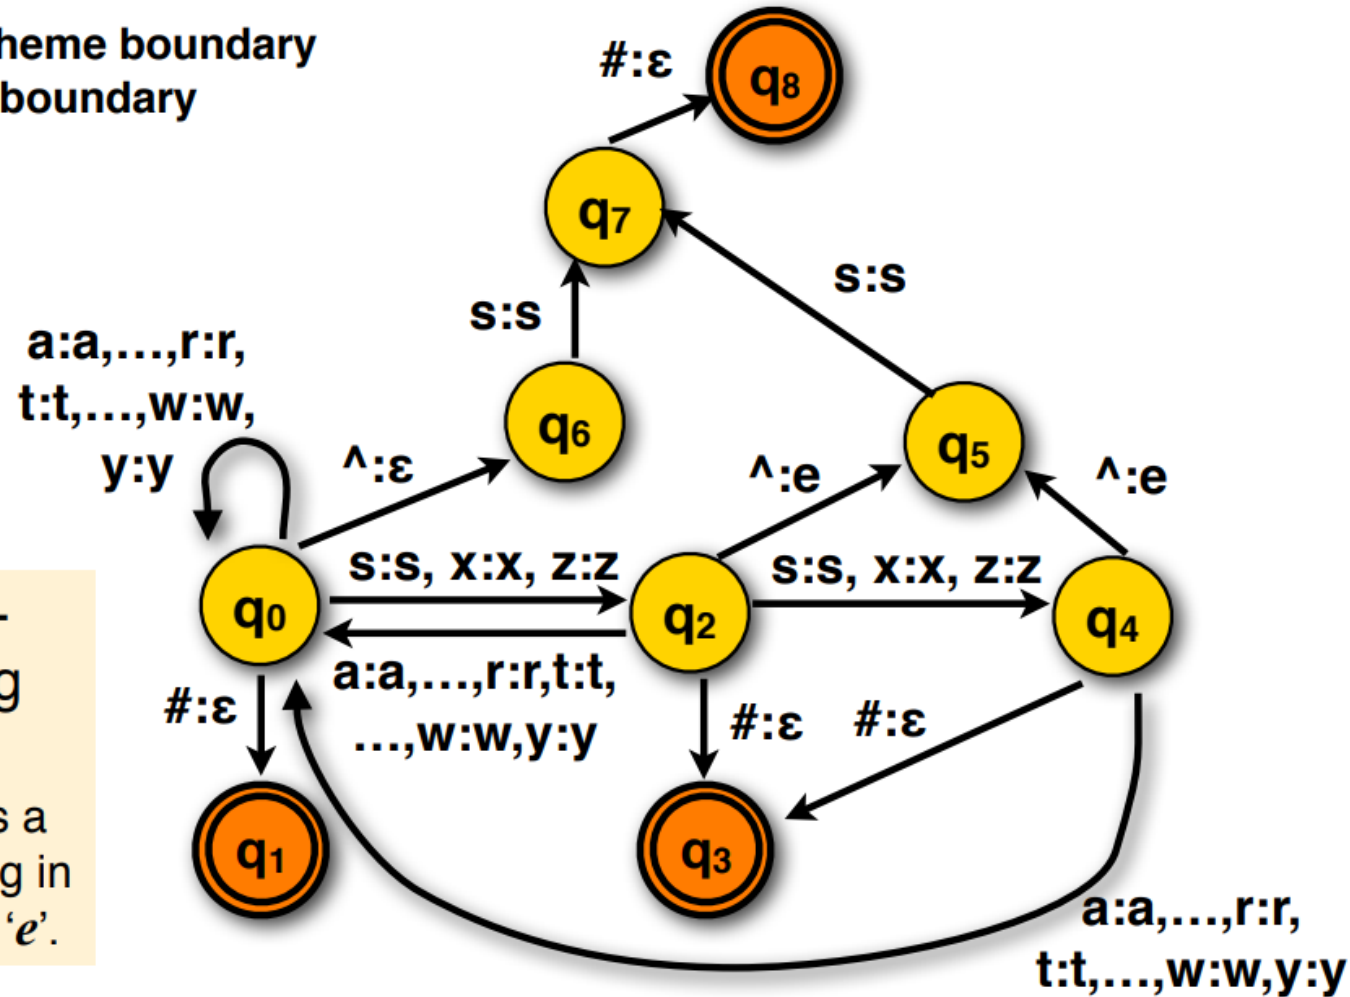 heme boundary
boundary
#:ε
q8
q7
s:s
s:s
a:a,...,r:r,
t:t,...,w:w,
y:y
^:ε
q6
^:e
q5
^:e
s:s, x:x, z:z
s:s, x:x, z:z
q0
q2
q4
a:a,...,r:r,t:t,
...,w:w,y:y
#:ε
#:ε
#:ε
q1
q3
g
s a
g in
‘e’.
a:a,...,r:r,
t:t,...,w:w,y:y